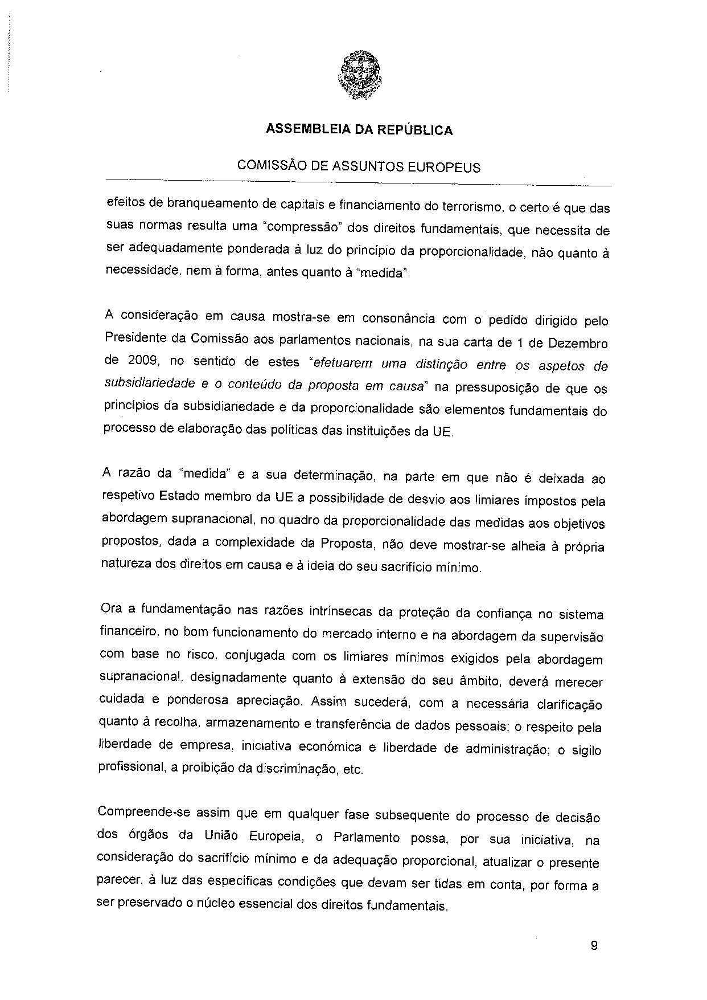 ASSEMBLEIA DA REPÚBLICA
COMISSÃO DE ASSUNTOS EUROPEUS
efeitos de branqueamento de capitais e financiamento do terrorismo, o certo é que das
suas normas resulta uma “compressão” dos direitos fundamentais, que necessita de
ser adequadamente ponderada à luz do princípio da proporcionalidade, não quanto à
necessidade, nem à forma, antes quanto à “medida”.
A consideração em causa mostra-se em consonância com o pedido dirigido pelo
Presidente da Comissão aos parlamentos nacionais, na sua carta de 1 de Dezembro
de 2009, no sentido de estes “efetuarem uma distinção entre os aspetos de
subsidiariedade e o conteúdo da proposta em causa” na pressuposição de que os
princípios da subsidiariedade e da proporcionalidade são elementos fundamentais do
processo de elaboração das políticas das instituições da UE.
A razão da “medida” e a sua determinação, na parte em que não é deixada ao
respetivo Estado membro da UE a possibilidade de desvio aos limiares impostos pela
abordagem supranacional, no quadro da proporcionalidade das medidas aos objetivos
propostos, dada a complexidade da Proposta, não deve mostrar-se alheia à própria
natureza dos direitos em causa e à ideia do seu sacrifício mínimo.
Ora a fundamentação nas razões intrínsecas da proteção da confiança no sistema
financeiro, no bom funcionamento do mercado interno e na abordagem da supervisão
com base no risco, conjugada com os limiares mínimos exigidos pela abordagem
supranacional, designadamente quanto à extensão do seu âmbito, deverá merecer
cuidada e ponderosa apreciação. Assim sucederá, com a necessária clarificação
quanto à recolha, armazenamento e transferência de dados pessoais; o respeito pela
liberdade de empresa, iniciativa económica e liberdade de administração; o sigilo
profissional, a proibição da discriminação, etc.
Compreende-se assim que em qualquer fase subsequente do processo de decisão
dos órgãos da União Europeia, o Parlamento possa, por sua iniciativa, na
consideração do sacrifício mínimo e da adequação proporcional, atualizar o presente
parecer, à luz das específicas condições que devam ser tidas em conta, por forma a
ser preservado o núcleo essencial dos direitos fundamentais.
9